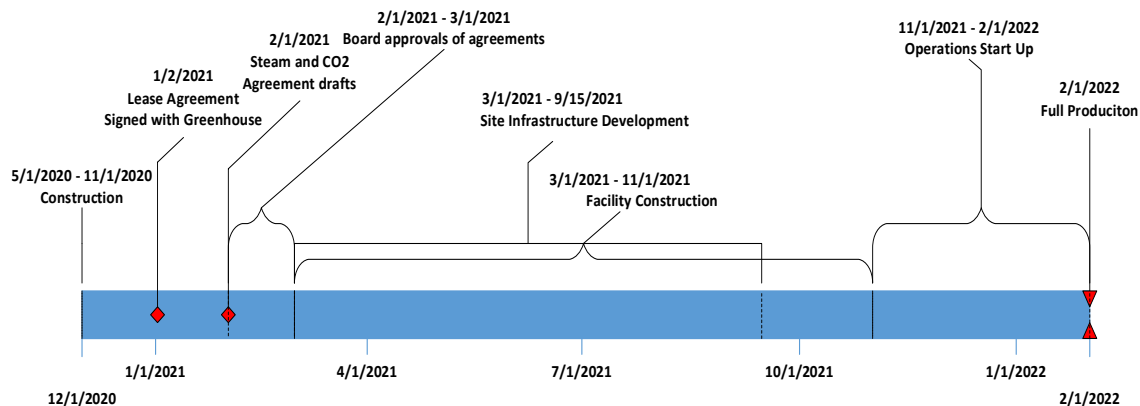 2/1/2021 - 3/1/2021
Board approvals of agreements
11/1/2021 - 2/1/2022
Operations Start Up
2/1/2021
Steam and CO2
Agreement drafts
1/2/2021
Lease Agreement
Signed with Greenhouse
3/1/2021 - 9/15/2021
Site Infrastructure Development
2/1/2022
Full Produciton
5/1/2020 - 11/1/2020
Construction
3/1/2021 - 11/1/2021
Facility Construction
1/1/2021
4/1/2021
7/1/2021
10/1/2021
1/1/2022
12/1/2020
2/1/2022